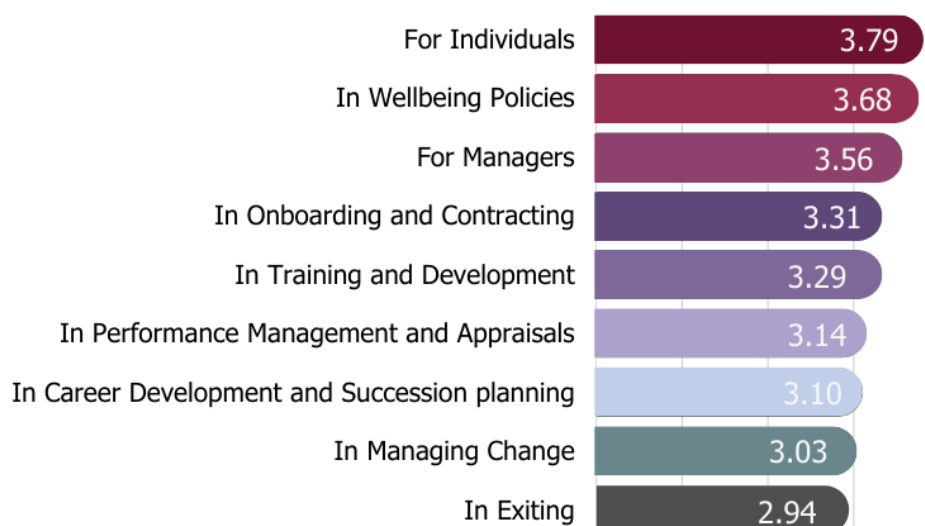 For Individuals 3.79
In Wellbeing Policies 3.68
For Managers 3.56
In Onboarding and Contracting 3.31
In Training and Development 3.29
In Performance Management and Appraisals 3.14
In Career Development and Succession planning 3.10
In Managing Change 3.03
In Exiting 2.94